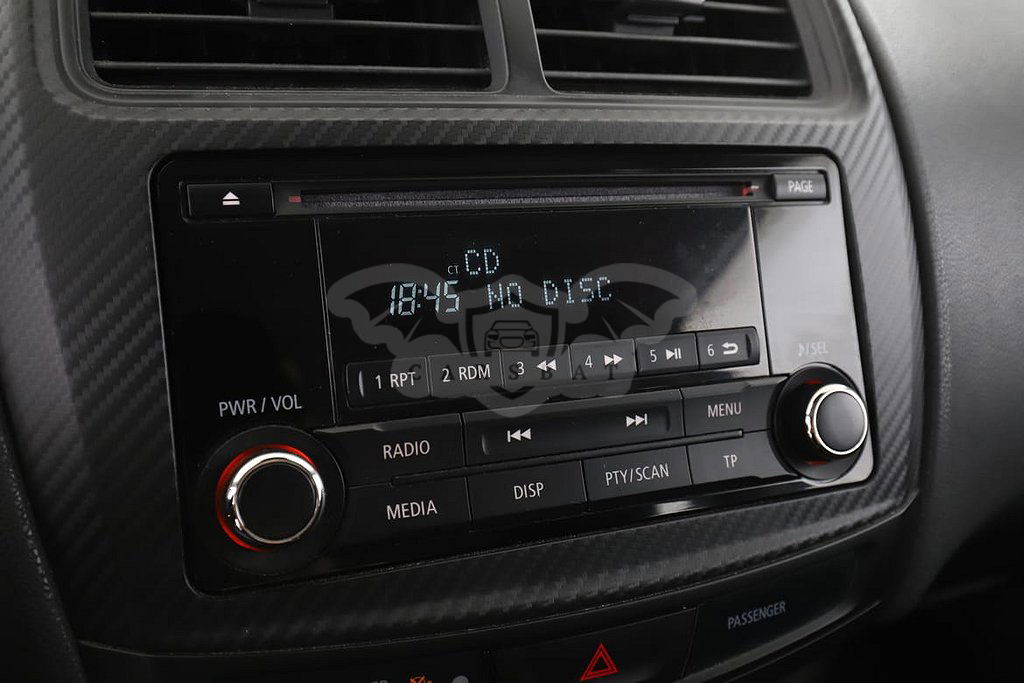 PAGE
CT CD
18:45 NO DISC
CARSBAT
1 RPT 2 RDM 3 4 5 6
PWR / VOL
/SEL
RADIO
MENU
MEDIA
DISP
PTY/SCAN
TP
PASSENGER